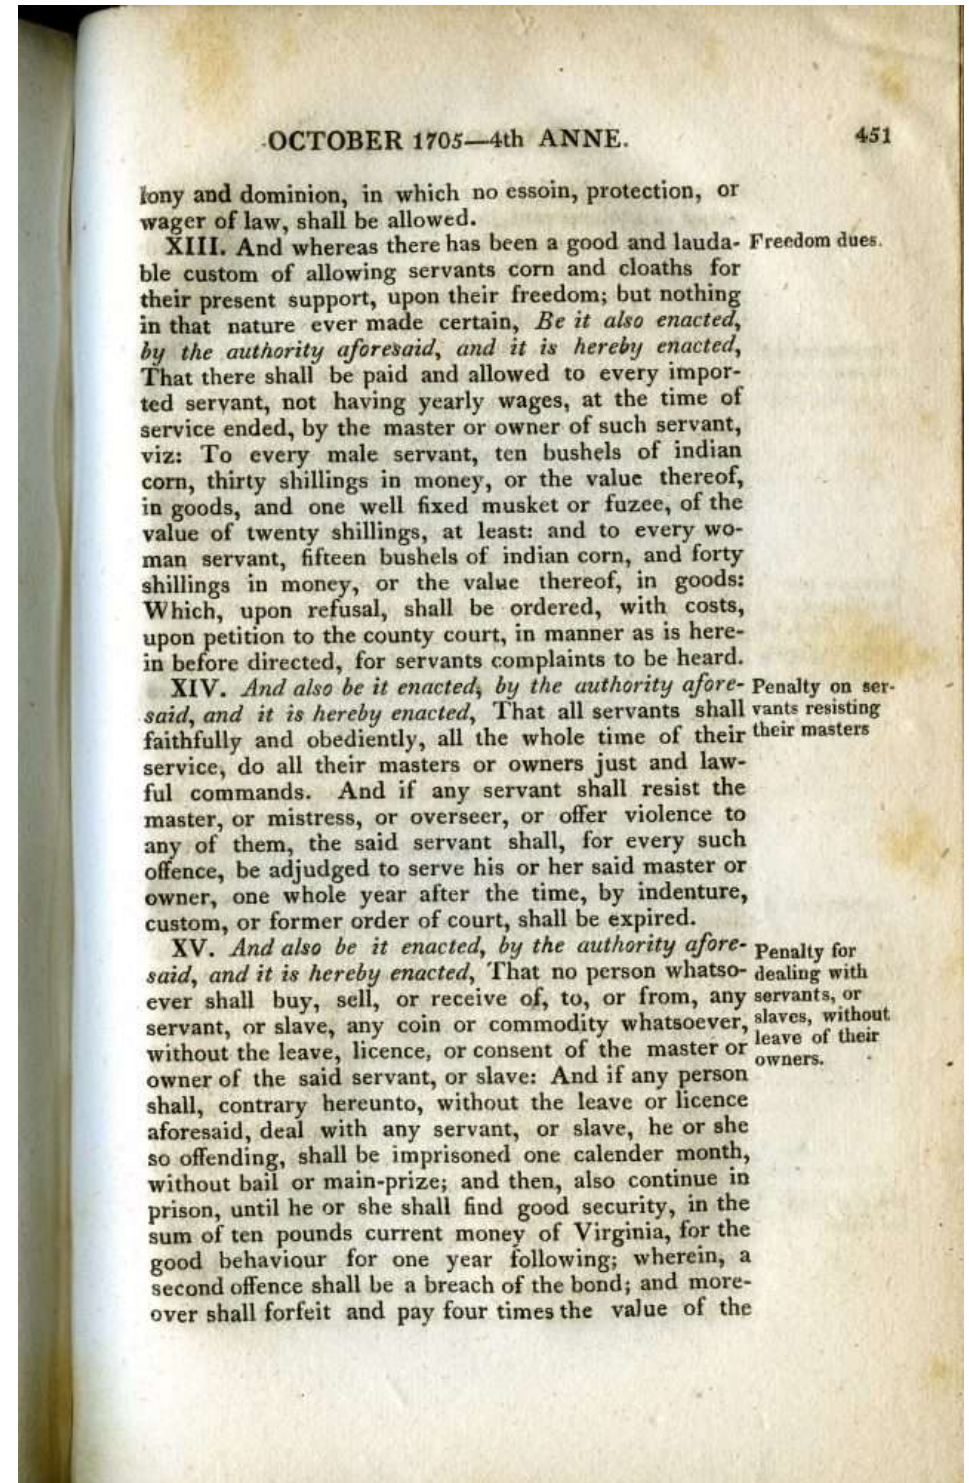 OCTOBER 1705—4th ANNE. 451
lony and dominion, in which no essoin, protection, or
wager of law, shall be allowed.
XIII. And whereas there has been a good and lauda-
Freedom dues.
ble custom of allowing servants corn and cloaths for
their present support, upon their freedom; but nothing
in that nature ever made certain, Be it also enacted,
by the authority aforesaid, and it is hereby enacted,
That there shall be paid and allowed to every impor-
ted servant, not having yearly wages, at the time of
service ended, by the master or owner of such servant,
viz: To every male servant, ten bushels of indian
corn, thirty shillings in money, or the value thereof,
in goods, and one well fixed musket or fuzee, of the
value of twenty shillings, at least: and to every wo-
man servant, fifteen bushels of indian corn, and forty
shillings in money, or the value thereof, in goods:
Which, upon refusal, shall be ordered, with costs,
upon petition to the county court, in manner as is here-
in before directed, for servants complaints to be heard.
XIV. And also be it enacted, by the authority afore-
said, and it is hereby enacted, That all servants shall
faithfully and obediently, all the whole time of their
Penalty on ser-
vants resisting
their masters
service, do all their masters or owners just and law-
ful commands. And if any servant shall resist the
master, or mistress, or overseer, or offer violence to
any of them, the said servant shall, for every such
offence, be adjudged to serve his or her said master or
owner, one whole year after the time, by indenture,
custom, or former order of court, shall be expired.
XV. And also be it enacted, by the authority afore-
said, and it is hereby enacted, That no person whatso-
ever shall buy, sell, or receive of, to, or from, any
servant, or slave, any coin or commodity whatsoever,
without the leave, licence, or consent of the master or
Penalty for
dealing with
servants, or
slaves, without
leave of their
owners.
owner of the said servant, or slave: And if any person
shall, contrary hereunto, without the leave or licence
aforesaid, deal with any servant, or slave, he or she
so offending, shall be imprisoned one calender month,
without bail or main-prize; and then, also continue in
prison, until he or she shall find good security, in the
sum of ten pounds current money of Virginia, for the
good behaviour for one year following; wherein, a
second offence shall be a breach of the bond; and more-
over shall forfeit and pay four times the value of the